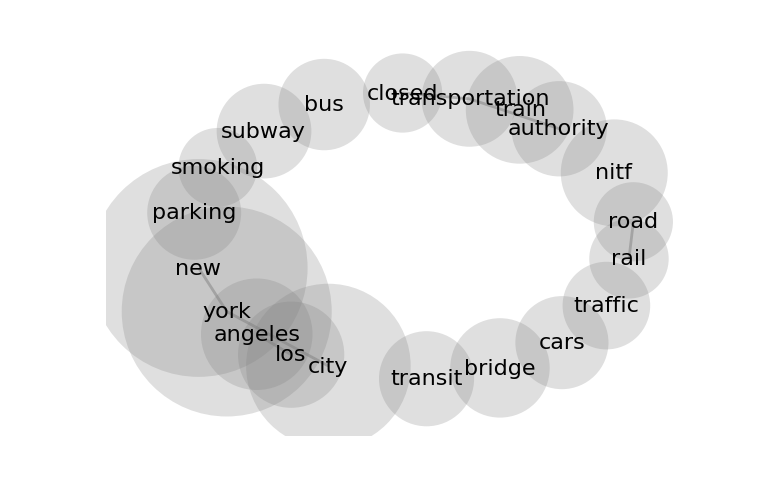 closed
transportation
bus
train
authority
subway
smoking
nitf
parking
road
rail
new
traffic
york
angeles
cars
los
city
bridge
transit